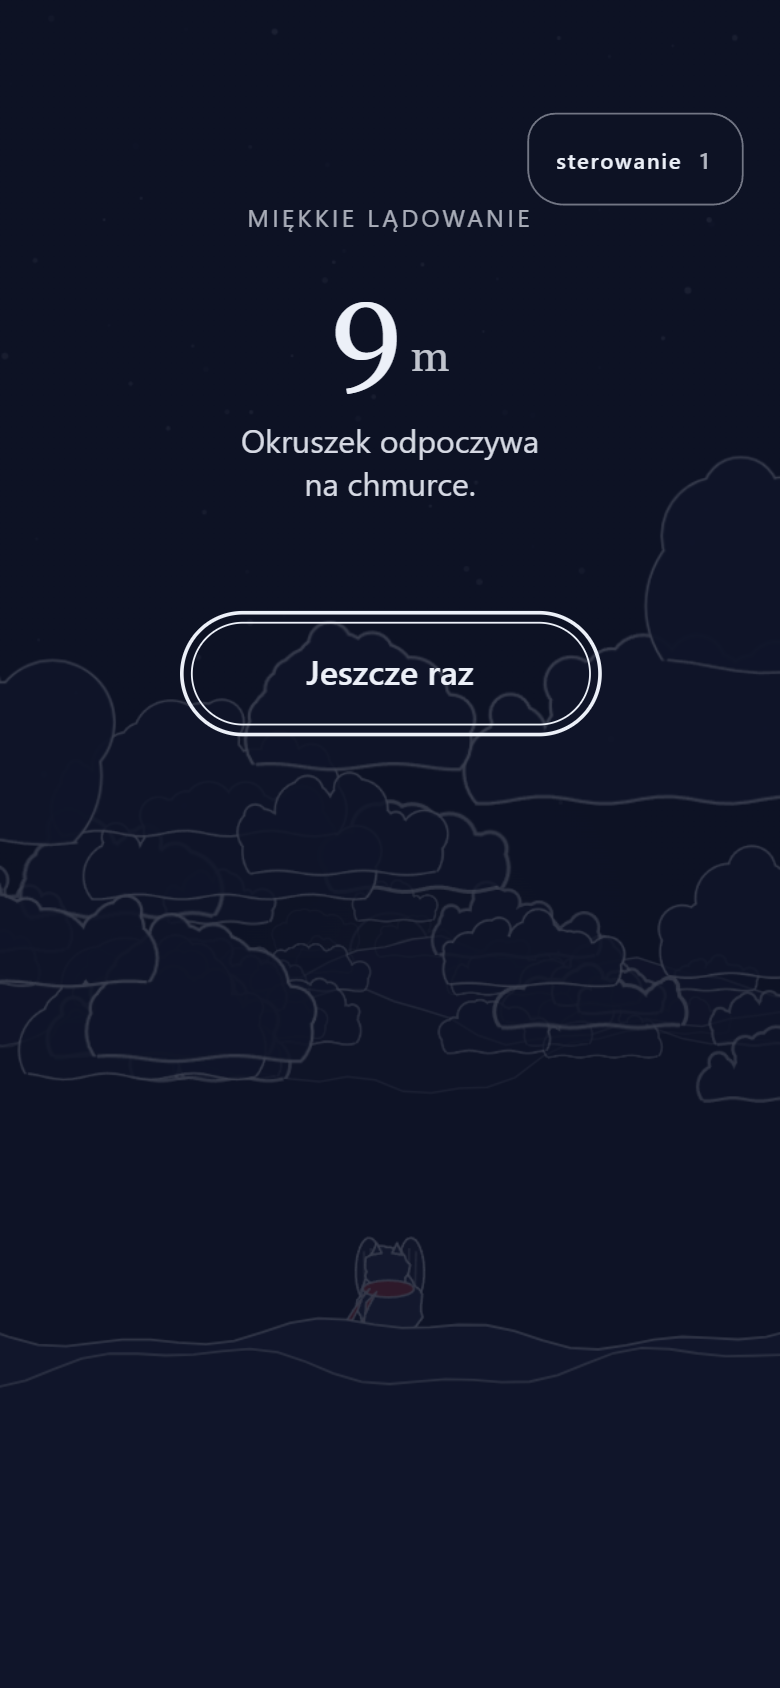 sterowanie 1
MIĘKKIE LĄDOWANIE
9 m
Okruszek odpoczywa
na chmurce.
Jeszcze raz